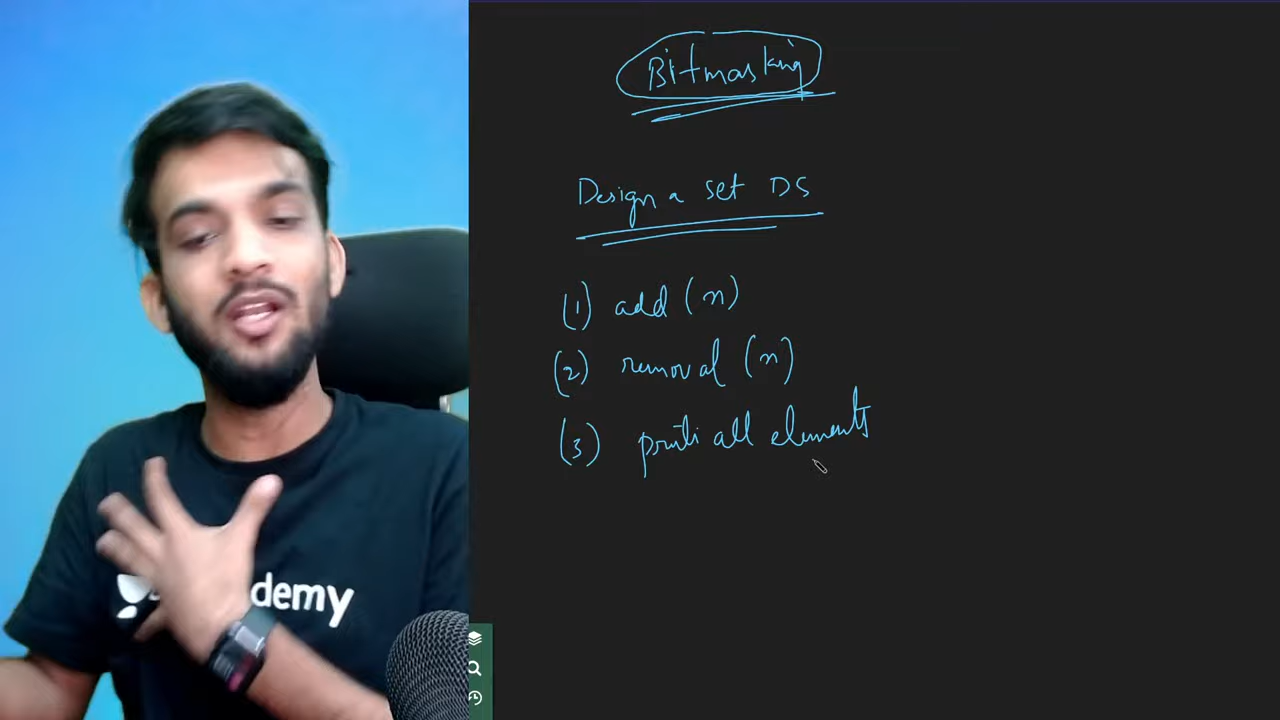 Bitmasking
Design a set DS
(1) add (n)
(2) removal (n)
(3) print all elements
demy